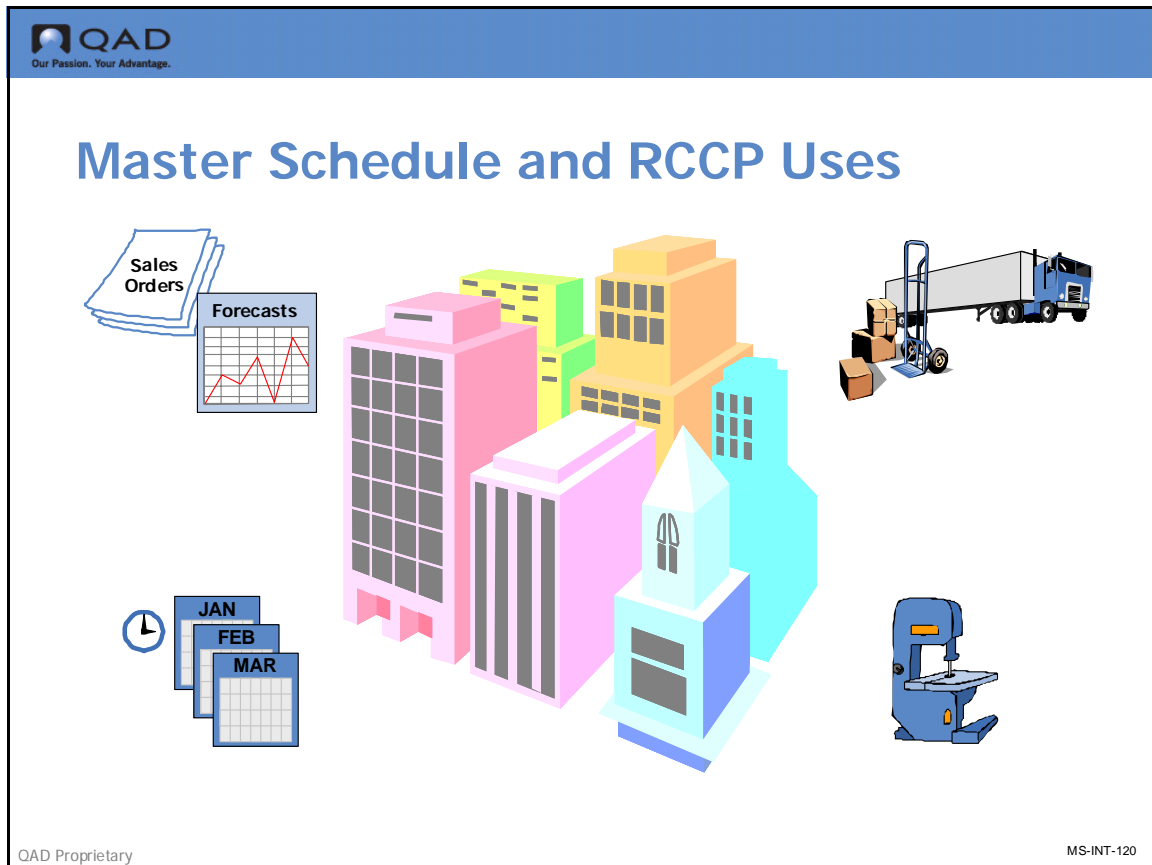 QAD
Our Passion. Your Advantage.
Master Schedule and RCCP Uses
Sales
Orders
Forecasts
JAN
FEB
MAR
QAD Proprietary
MS-INT-120